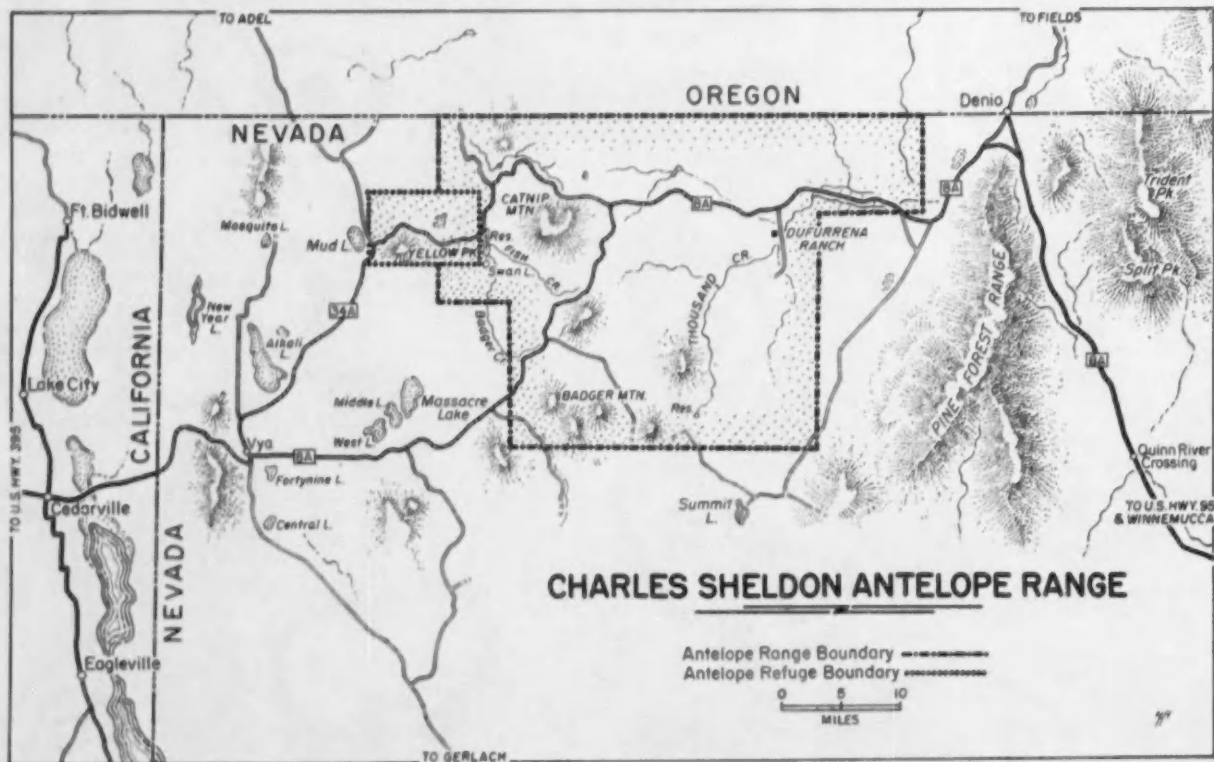 TO ADEL
TO FIELDS
OREGON
Denio
NEVADA
Ft. Bidwell
Mosquito L.
Mud L.
YELLOW PK.
Res.
CATNIP
MTN.
8A
8A
DUFURRENA
RANCH
Trident
Pk.
Split Pk.
FISH
CR.
Swan L.
THOUSAND
CR.
New
Year
L.
34A
Alkali
L.
Badger Cr.
PINE FOREST RANGE
8A
Lake City
CALIFORNIA
NEVADA
Middle L.
Massacre
Lake
West L.
BADGER MTN.
Res.
Vya
8A
Fortynine L.
Central L.
Quinn River
Crossing
TO U.S. HWY. 395
Cedarville
Summit
L.
TO U.S. HWY. 95
& WINNEMUCCA
CHARLES SHELDON ANTELOPE RANGE
Antelope Range Boundary
Antelope Refuge Boundary
0 5 10
MILES
Eagleville
TO GERLACH